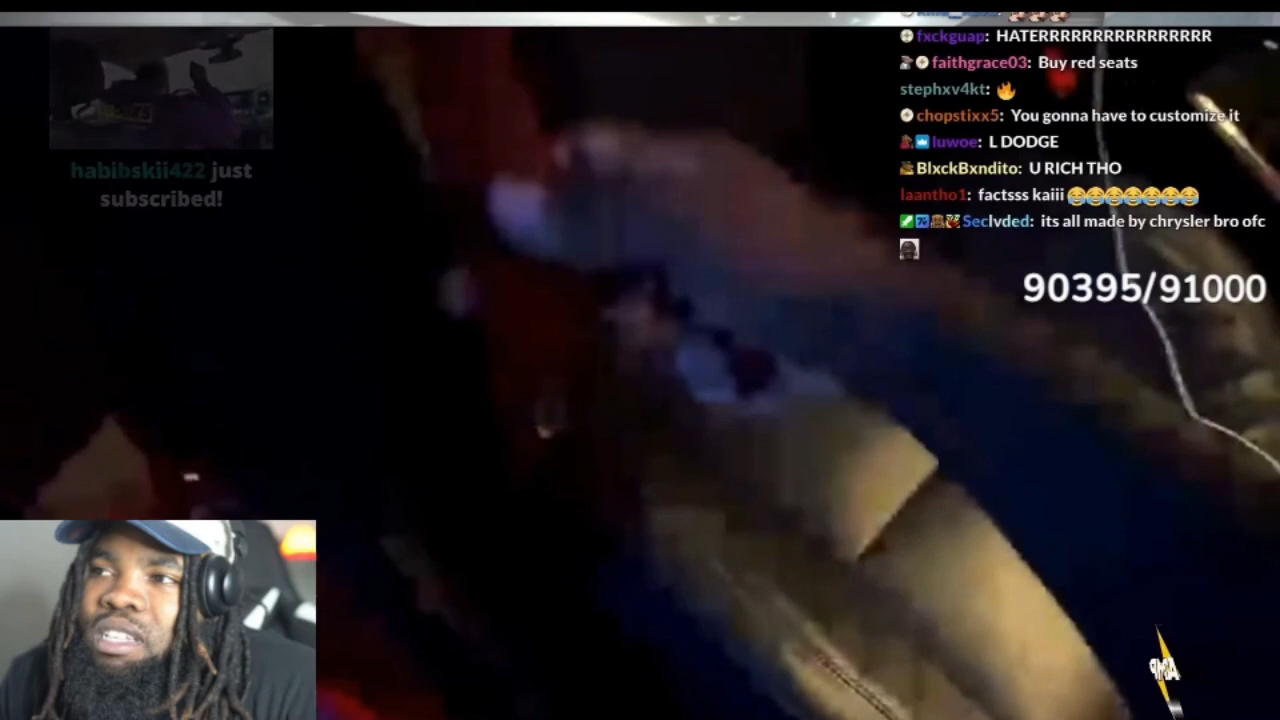 habibskii422 just
subscribed!
fxckguap: HATERRRRRRRRRRRRRRRR
faithgrace03: Buy red seats
stephxv4kt:
chopstixx5: You gonna have to customize it
luwoe: L DODGE
BlxckBxndito: U RICH THO
laantho1: factsss kaiii
Seclvded: its all made by chrysler bro ofc
90395/91000
AMP